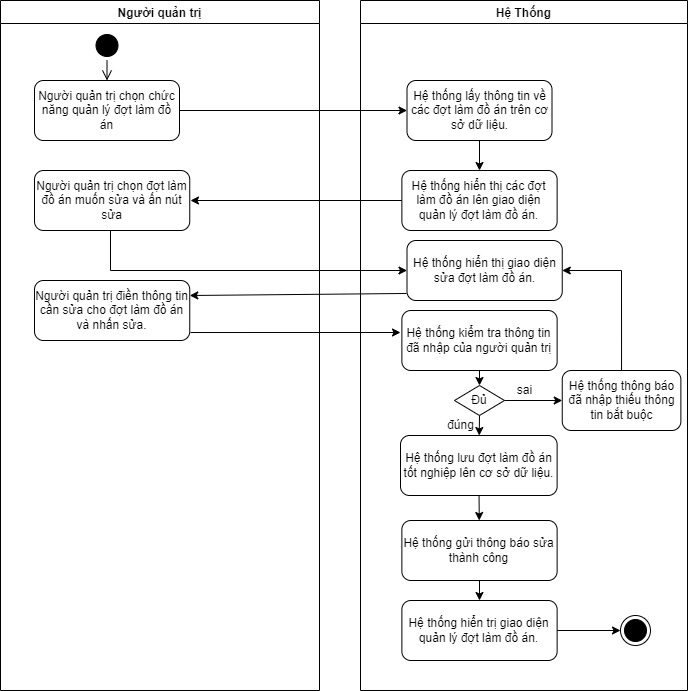 Người quản trị
Hệ Thống
Người quản trị chọn chức
năng quản lý đợt làm đồ
án
Hệ thống lấy thông tin về
các đợt làm đồ án trên cơ
sở dữ liệu.
Người quản trị chọn đợt làm
đồ án muốn sửa và ấn nút
sửa
Hệ thống hiển thị các đợt
làm đồ án lên giao diện
quản lý đợt làm đồ án.
Hệ thống hiển thị giao diện
sửa đợt làm đồ án.
Người quản trị điền thông tin
cần sửa cho đợt làm đồ án
và nhấn sửa.
Hệ thống kiểm tra thông tin
đã nhập của người quản trị
Đủ
sai
Hệ thống thông báo
đã nhập thiếu thông
tin bắt buộc
đúng
Hệ thống lưu đợt làm đồ án
tốt nghiệp lên cơ sở dữ liệu.
Hệ thống gửi thông báo sửa
thành công
Hệ thống hiển trị giao diện
quản lý đợt làm đồ án.